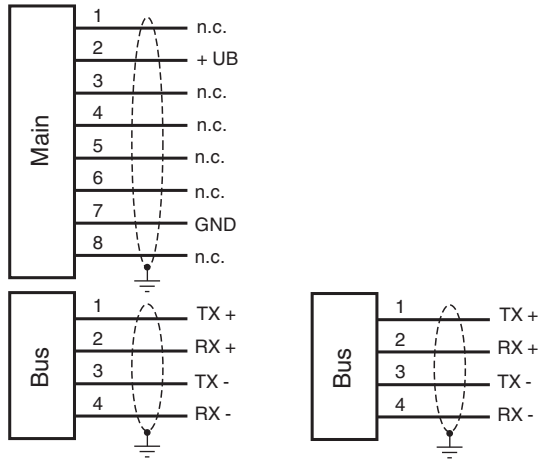 Main
1 n.c.
2 + UB
3 n.c.
4 n.c.
5 n.c.
6 n.c.
7 GND
8 n.c.
Bus
1 TX +
2 RX +
3 TX -
4 RX -
Bus
1 TX +
2 RX +
3 TX -
4 RX -